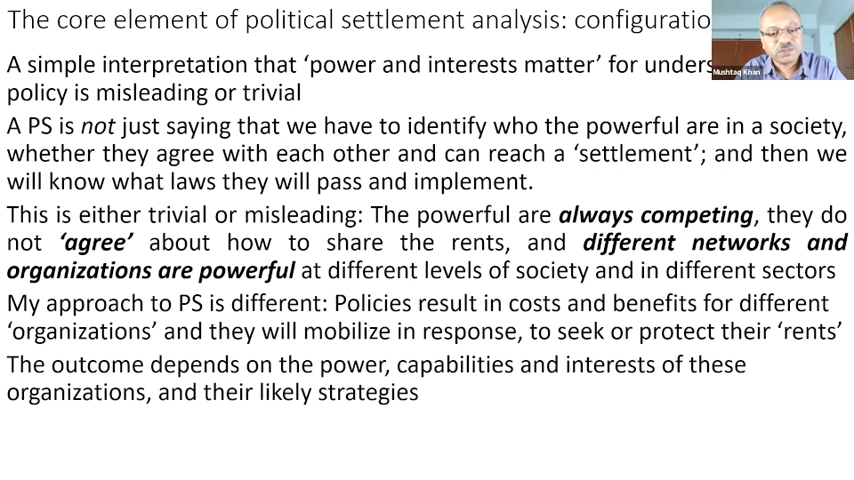 The core element of political settlement analysis: configuratio
A simple interpretation that ‘power and interests matter’ for unders
policy is misleading or trivial
A PS is not just saying that we have to identify who the powerful are in a society,
whether they agree with each other and can reach a ‘settlement’; and then we
will know what laws they will pass and implement.
This is either trivial or misleading: The powerful are always competing, they do
not ‘agree’ about how to share the rents, and different networks and
organizations are powerful at different levels of society and in different sectors
My approach to PS is different: Policies result in costs and benefits for different
‘organizations’ and they will mobilize in response, to seek or protect their ‘rents’
The outcome depends on the power, capabilities and interests of these
organizations, and their likely strategies
Mushtaq Khan